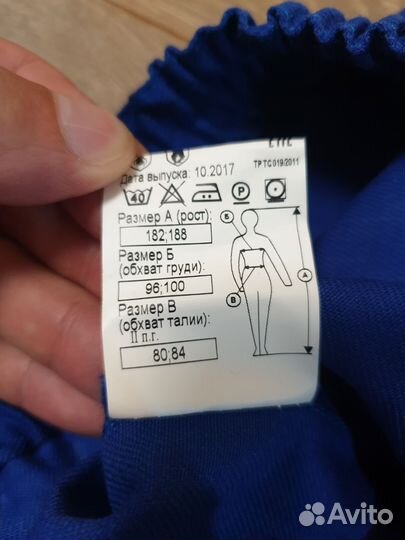 ТР ТС 019/2011
Дата выпуска: 10.2017
40 P
Размер А (рост):
182;188
Размер Б
(обхват груди):
96;100
Размер В
(обхват талии):
II п.г.
80;84
Б
А
В
Avito